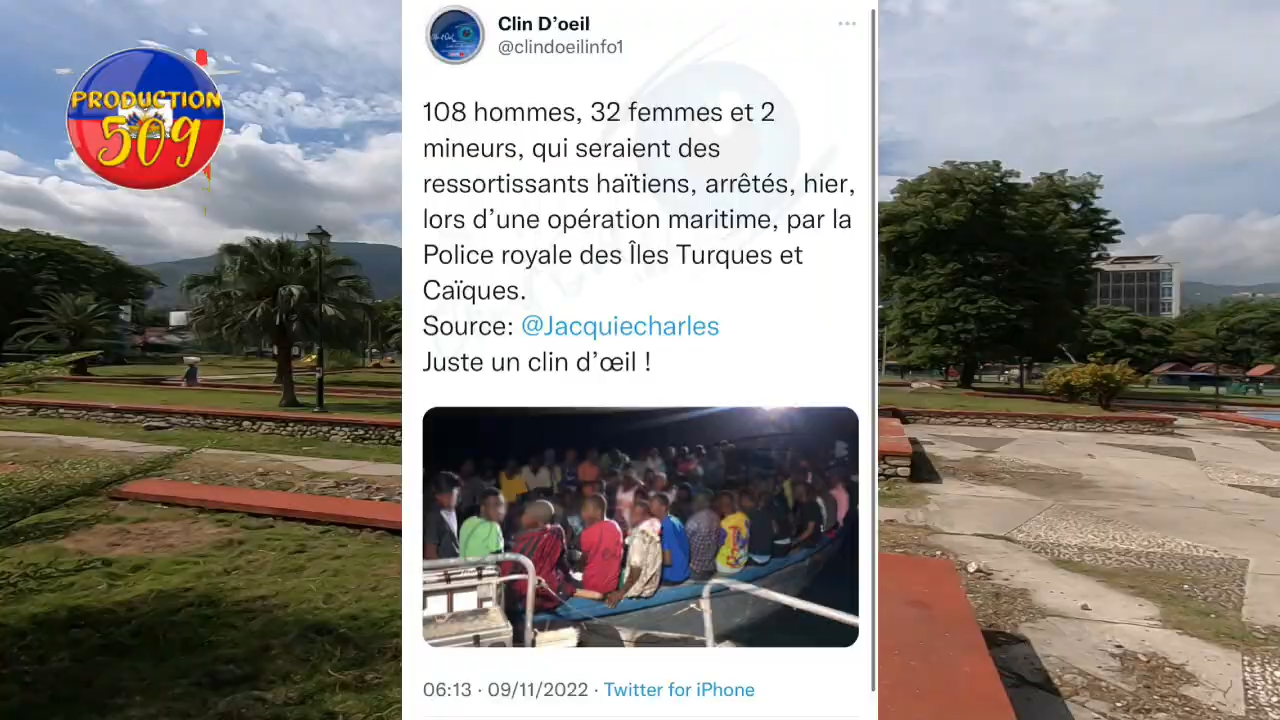 PRODUCTION
509
Clin D’oeil
@clindoeilinfo1
108 hommes, 32 femmes et 2
mineurs, qui seraient des
ressortissants haïtiens, arrêtés, hier,
lors d’une opération maritime, par la
Police royale des Îles Turques et
Caïques.
Source: @Jacquiecharles
Juste un clin d’œil !
06:13 · 09/11/2022 · Twitter for iPhone